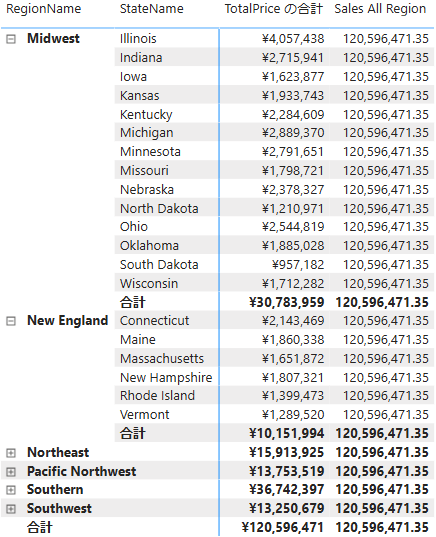 RegionName StateName TotalPrice の合計 Sales All Region
Midwest Illinois ¥4,057,438 120,596,471.35
Indiana ¥2,715,941 120,596,471.35
Iowa ¥1,623,877 120,596,471.35
Kansas ¥1,933,743 120,596,471.35
Kentucky ¥2,284,609 120,596,471.35
Michigan ¥2,889,370 120,596,471.35
Minnesota ¥2,791,651 120,596,471.35
Missouri ¥1,798,721 120,596,471.35
Nebraska ¥2,378,327 120,596,471.35
North Dakota ¥1,210,971 120,596,471.35
Ohio ¥2,544,819 120,596,471.35
Oklahoma ¥1,885,028 120,596,471.35
South Dakota ¥957,182 120,596,471.35
Wisconsin ¥1,712,282 120,596,471.35
合計 ¥30,783,959 120,596,471.35
New England Connecticut ¥2,143,469 120,596,471.35
Maine ¥1,860,338 120,596,471.35
Massachusetts ¥1,651,872 120,596,471.35
New Hampshire ¥1,807,321 120,596,471.35
Rhode Island ¥1,399,473 120,596,471.35
Vermont ¥1,289,520 120,596,471.35
合計 ¥10,151,994 120,596,471.35
Northeast ¥15,913,925 120,596,471.35
Pacific Northwest ¥13,753,519 120,596,471.35
Southern ¥36,742,397 120,596,471.35
Southwest ¥13,250,679 120,596,471.35
合計 ¥120,596,471 120,596,471.35